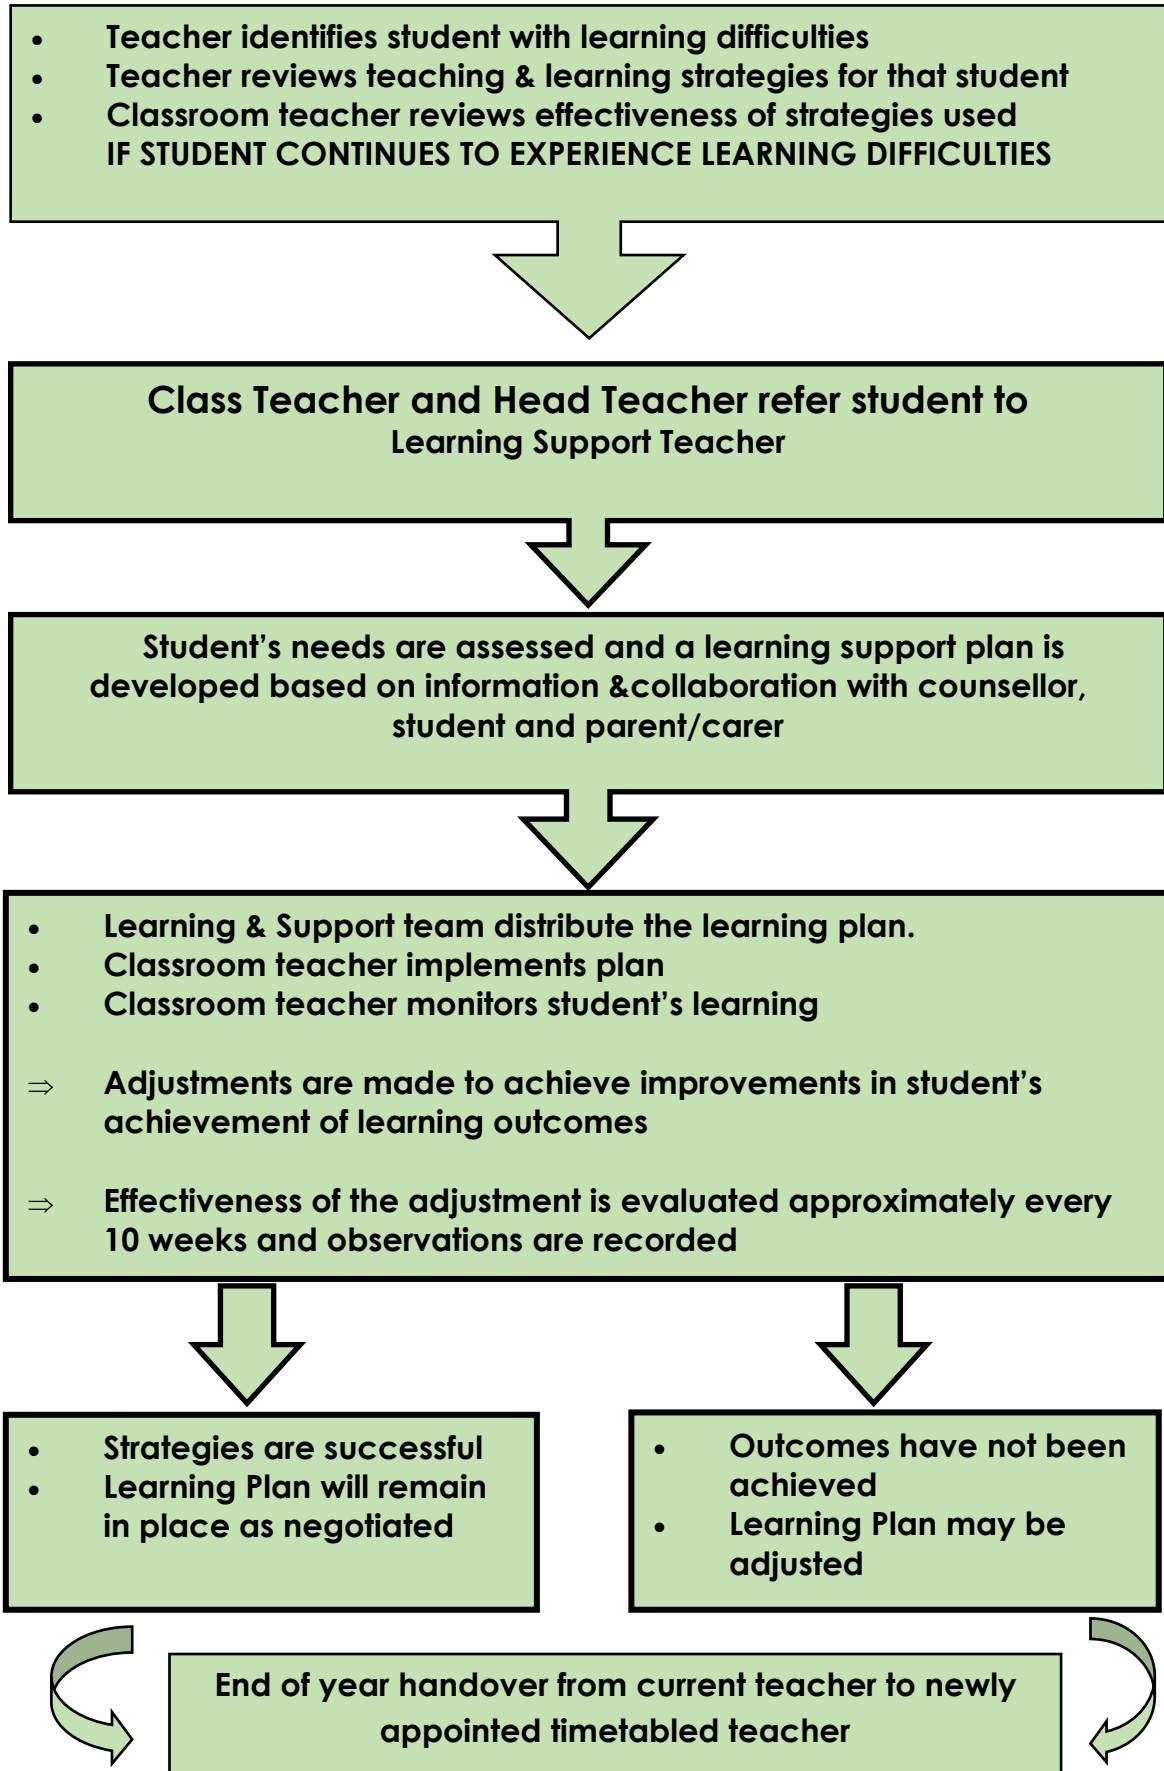 • Teacher identifies student with learning difficulties
• Teacher reviews teaching & learning strategies for that student
• Classroom teacher reviews effectiveness of strategies used
IF STUDENT CONTINUES TO EXPERIENCE LEARNING DIFFICULTIES
Class Teacher and Head Teacher refer student to
Learning Support Teacher
Student’s needs are assessed and a learning support plan is
developed based on information &collaboration with counsellor,
student and parent/carer
• Learning & Support team distribute the learning plan.
• Classroom teacher implements plan
• Classroom teacher monitors student’s learning
⇒ Adjustments are made to achieve improvements in student’s
achievement of learning outcomes
⇒ Effectiveness of the adjustment is evaluated approximately every
10 weeks and observations are recorded
• Strategies are successful
• Learning Plan will remain
in place as negotiated
• Outcomes have not been
achieved
• Learning Plan may be
adjusted
End of year handover from current teacher to newly
appointed timetabled teacher